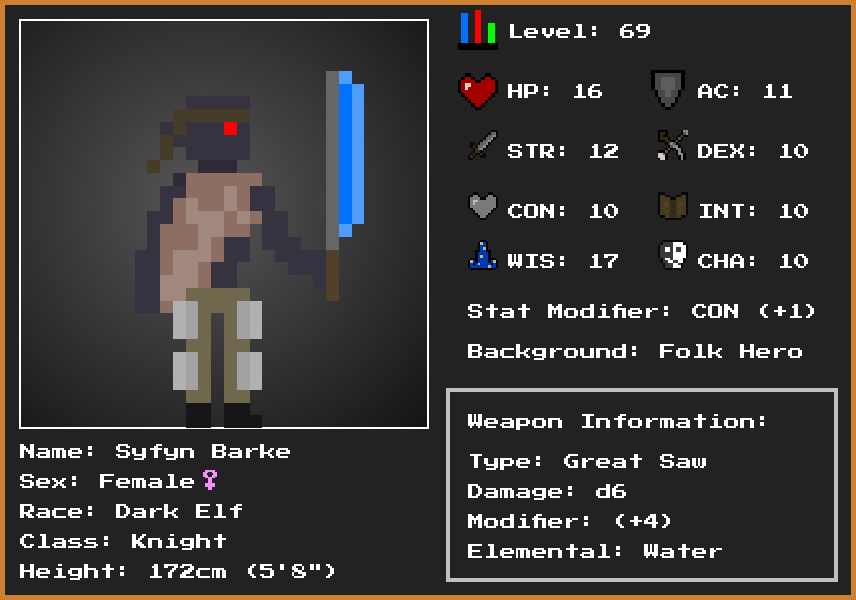 Level: 69
HP: 16 AC: 11
STR: 12 DEX: 10
CON: 10 INT: 10
WIS: 17 CHA: 10
Stat Modifier: CON (+1)
Background: Folk Hero
Weapon Information:
Type: Great Saw
Damage: d6
Modifier: (+4)
Elemental: Water
Name: Syfyn Barke
Sex: Female♀
Race: Dark Elf
Class: Knight
Height: 172cm (5'8")